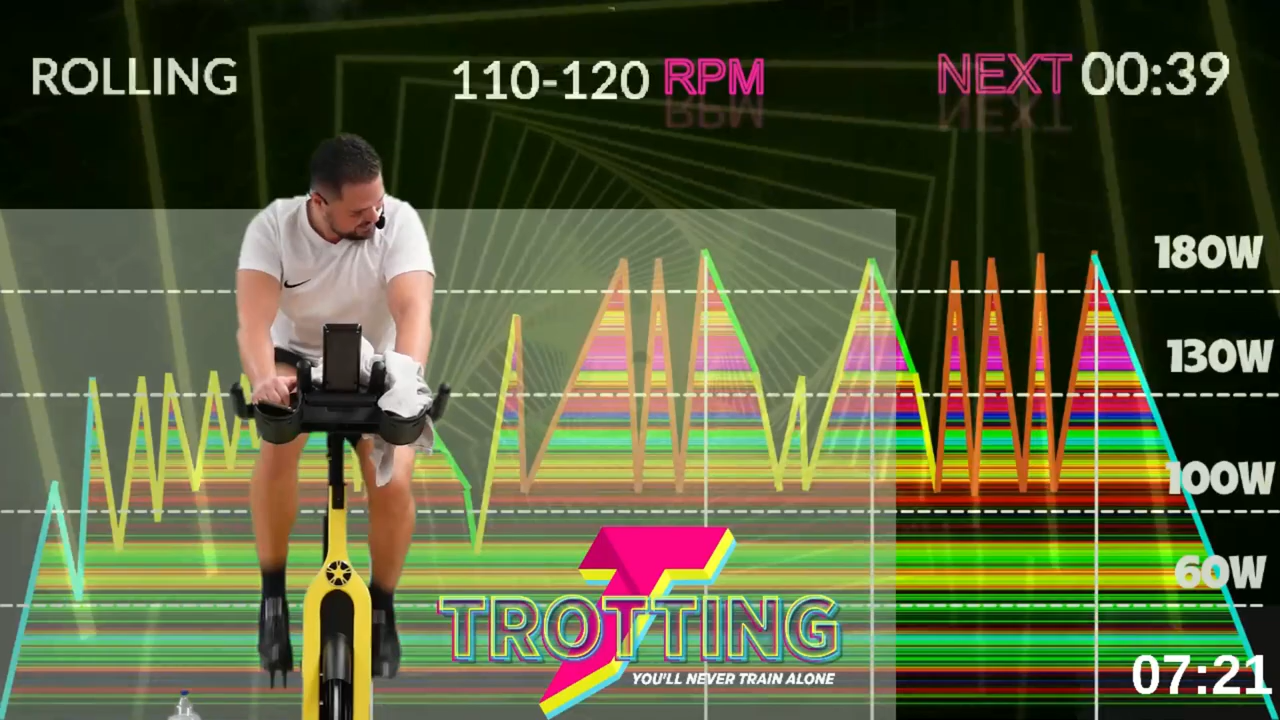 ROLLING
110-120 RPM
NEXT 00:39
180W
130W
100W
60W
TROTTING
YOU'LL NEVER TRAIN ALONE
07:21